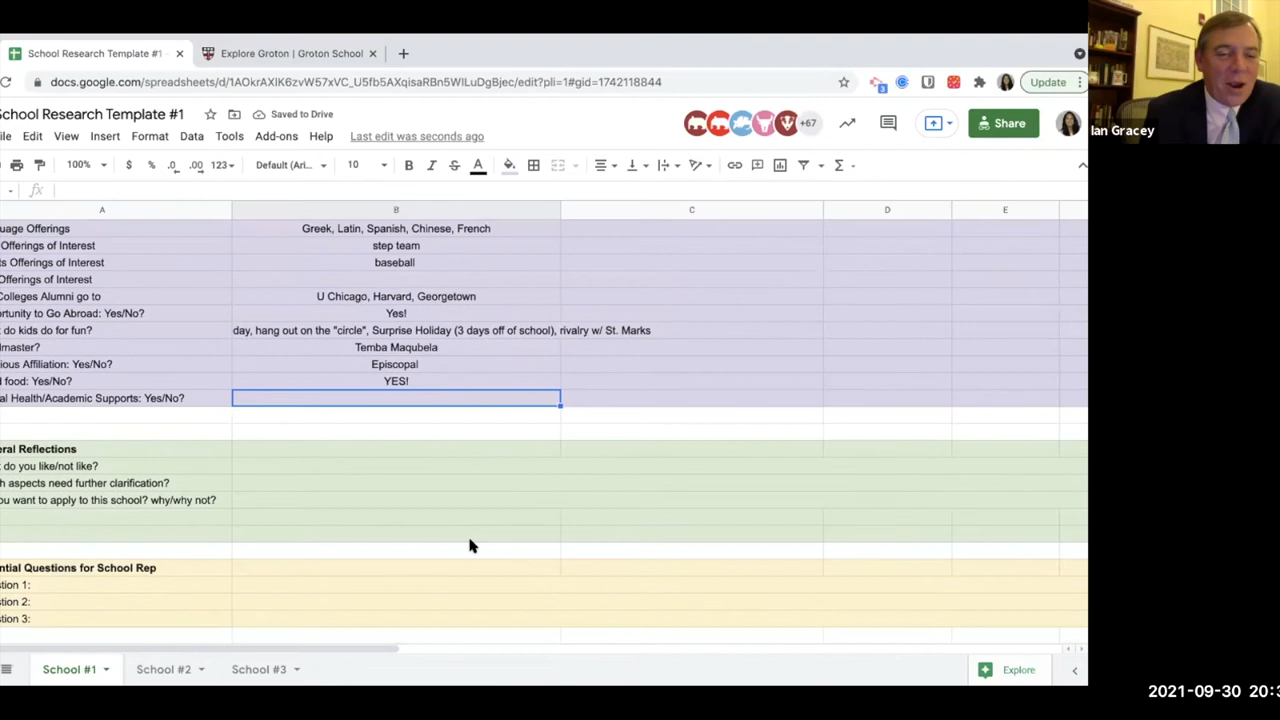 School Research Template #1
Explore Groton | Groton School
docs.google.com/spreadsheets/d/1AOkrAXlK6zvW57xVC_U5fb5AXqisaRBn5WlLuDgBjec/edit?pli=1#gid=1742118844
3
Update
School Research Template #1
Saved to Drive
ile Edit View Insert Format Data Tools Add-ons Help Last edit was seconds ago
+67
Share
Ian Gracey
100% $ % .0 .00 123 Default (Ari... 10 B I S A
fx
A B C D E
uage Offerings Greek, Latin, Spanish, Chinese, French
Offerings of Interest step team
ts Offerings of Interest baseball
Offerings of Interest
Colleges Alumni go to U Chicago, Harvard, Georgetown
ortunity to Go Abroad: Yes/No? Yes!
do kids do for fun? day, hang out on the "circle", Surprise Holiday (3 days off of school), rivalry w/ St. Marks
dmaster? Temba Maqubela
ious Affiliation: Yes/No? Episcopal
d food: Yes/No? YES!
al Health/Academic Supports: Yes/No?
eral Reflections
do you like/not like?
h aspects need further clarification?
ou want to apply to this school? why/why not?
ntial Questions for School Rep
stion 1:
stion 2:
stion 3:
School #1 School #2 School #3 Explore
2021-09-30 20:3